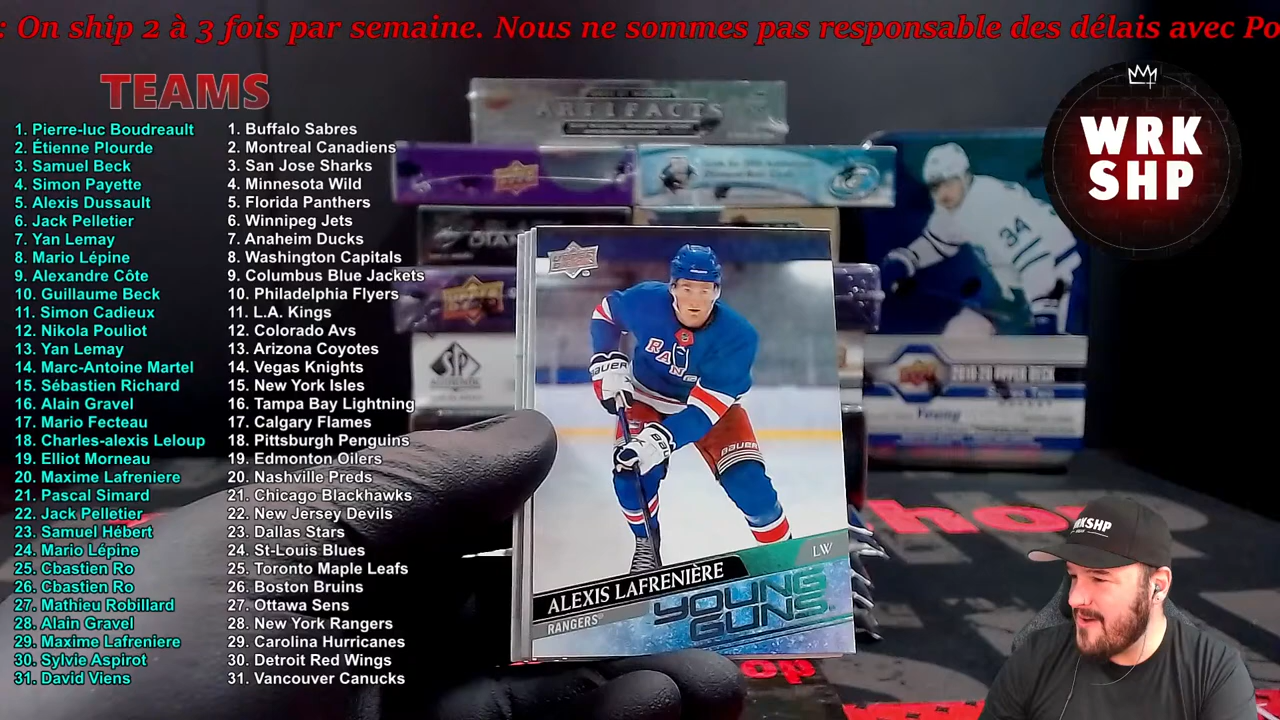 : On ship 2 à 3 fois par semaine. Nous ne sommes pas responsable des délais avec Po
TEAMS
1. Pierre-luc Boudreault
2. Étienne Plourde
3. Samuel Beck
4. Simon Payette
5. Alexis Dussault
6. Jack Pelletier
7. Yan Lemay
8. Mario Lépine
9. Alexandre Côte
10. Guillaume Beck
11. Simon Cadieux
12. Nikola Pouliot
13. Yan Lemay
14. Marc-Antoine Martel
15. Sébastien Richard
16. Alain Gravel
17. Mario Fecteau
18. Charles-alexis Leloup
19. Elliot Morneau
20. Maxime Lafreniere
21. Pascal Simard
22. Jack Pelletier
23. Samuel Hébert
24. Mario Lépine
25. Cbastien Ro
26. Cbastien Ro
27. Mathieu Robillard
28. Alain Gravel
29. Maxime Lafreniere
30. Sylvie Aspirot
31. David Viens
1. Buffalo Sabres
2. Montreal Canadiens
3. San Jose Sharks
4. Minnesota Wild
5. Florida Panthers
6. Winnipeg Jets
7. Anaheim Ducks
8. Washington Capitals
9. Columbus Blue Jackets
10. Philadelphia Flyers
11. L.A. Kings
12. Colorado Avs
13. Arizona Coyotes
14. Vegas Knights
15. New York Isles
16. Tampa Bay Lightning
17. Calgary Flames
18. Pittsburgh Penguins
19. Edmonton Oilers
20. Nashville Preds
21. Chicago Blackhawks
22. New Jersey Devils
23. Dallas Stars
24. St-Louis Blues
25. Toronto Maple Leafs
26. Boston Bruins
27. Ottawa Sens
28. New York Rangers
29. Carolina Hurricanes
30. Detroit Red Wings
31. Vancouver Canucks
ARTIFACTS
WRK
SHP
34
SP
BAUER
BAUER
LW
ALEXIS LAFRENIÈRE
RANGERS
YOUNG
GUNS
UPPER DECK
Young
WRKSHP